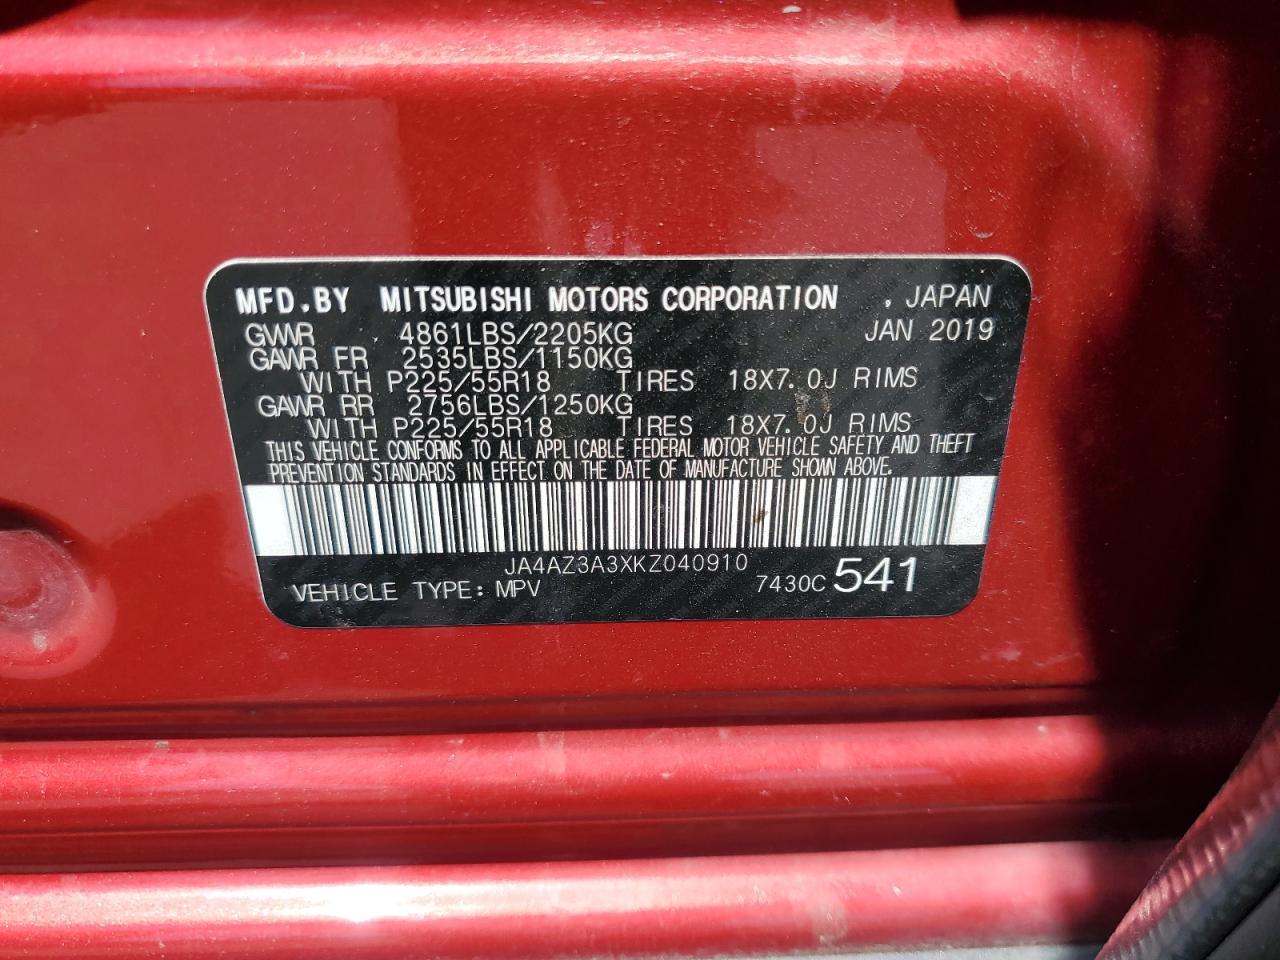 MFD.BY MITSUBISHI MOTORS CORPORATION , JAPAN
GVWR 4861LBS/2205KG JAN 2019
GAWR FR 2535LBS/1150KG
WITH P225/55R18 TIRES 18X7.0J RIMS
GAWR RR 2756LBS/1250KG
WITH P225/55R18 TIRES 18X7.0J RIMS
THIS VEHICLE CONFORMS TO ALL APPLICABLE FEDERAL MOTOR VEHICLE SAFETY AND THEFT
PREVENTION STANDARDS IN EFFECT ON THE DATE OF MANUFACTURE SHOWN ABOVE.
JA4AZ3A3XKZ040910
VEHICLE TYPE: MPV 7430C 541